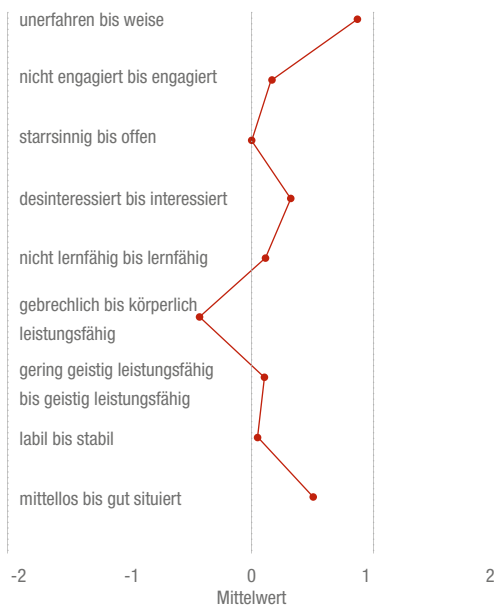 unerfahren bis weise
nicht engagiert bis engagiert
starrsinnig bis offen
desinteressiert bis interessiert
nicht lernfähig bis lernfähig
gebrechlich bis körperlich
leistungsfähig
gering geistig leistungsfähig
bis geistig leistungsfähig
labil bis stabil
mittellos bis gut situiert
-2 -1 0 1 2
Mittelwert